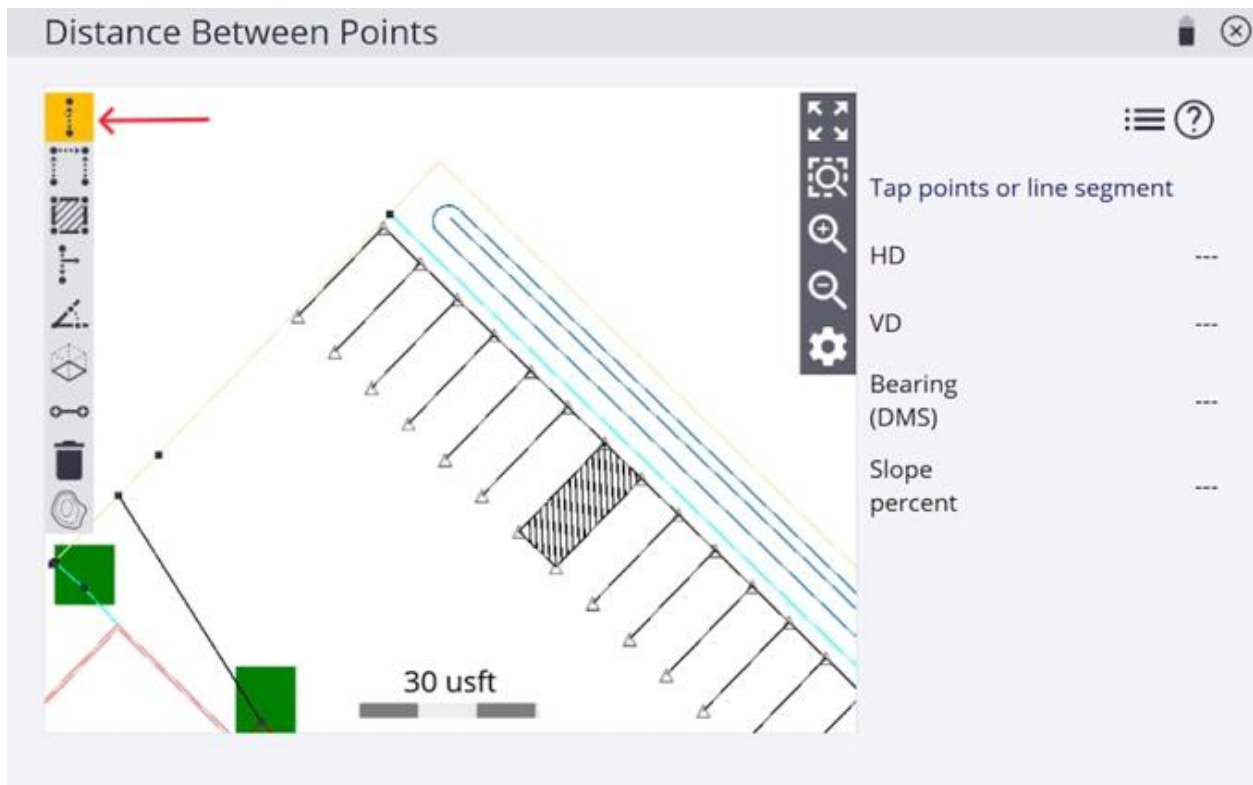 Distance Between Points
Tap points or line segment
HD ---
VD ---
Bearing
(DMS) ---
Slope
percent ---
30 usft